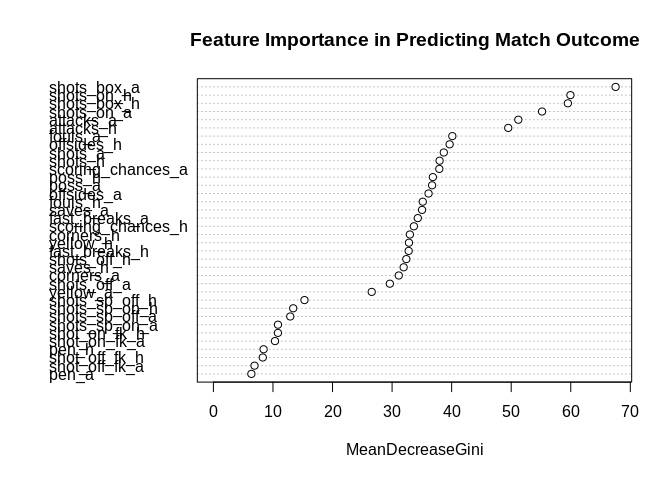 Feature Importance in Predicting Match Outcome
shots_box_a
shots_on_h
shots_box_h
shots_on_a
attacks_a
attacks_h
fouls_a
offsides_h
shots_a
shots_h
scoring_chances_a
poss_h
poss_a
offsides_a
fouls_h
saves_a
fast_breaks_a
scoring_chances_h
corners_h
yellow_h
fast_breaks_h
shots_off_h
saves_h
corners_a
shots_off_a
yellow_a
shots_sp_off_h
shots_sp_on_h
shots_sp_off_a
shots_sp_on_a
shot_on_fk_h
shot_on_fk_a
pen_h
shot_off_fk_h
shot_off_fk_a
pen_a
0 10 20 30 40 50 60 70
MeanDecreaseGini